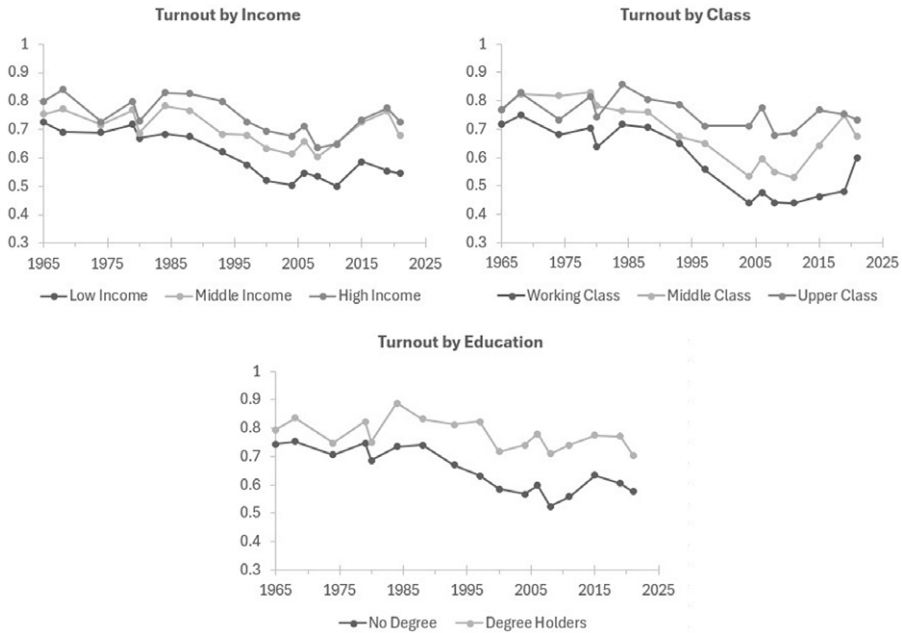 Turnout by Income
1
0.9
0.8
0.7
0.6
0.5
0.4
0.3
1965 1975 1985 1995 2005 2015 2025
Low Income Middle Income High Income
Turnout by Class
1
0.9
0.8
0.7
0.6
0.5
0.4
0.3
1965 1975 1985 1995 2005 2015 2025
Working Class Middle Class Upper Class
Turnout by Education
1
0.9
0.8
0.7
0.6
0.5
0.4
0.3
1965 1975 1985 1995 2005 2015 2025
No Degree Degree Holders